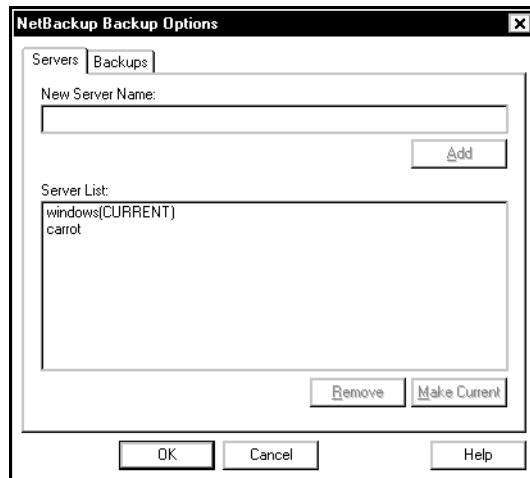 NetBackup Backup Options
Servers Backups
New Server Name:
Add
Server List:
windows(CURRENT)
carrot
Remove Make Current
OK Cancel Help